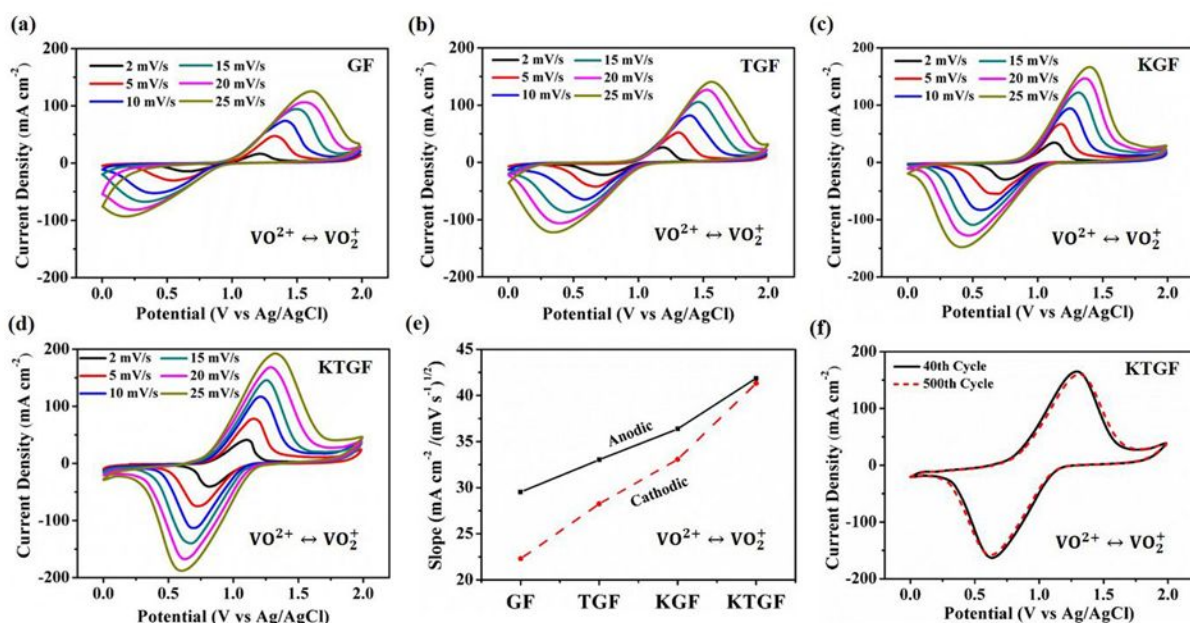 (a)
200
100
0
-100
-200
Current Density (mA cm⁻²)
2 mV/s 15 mV/s
5 mV/s 20 mV/s
10 mV/s 25 mV/s
GF
VO²⁺ ↔ VO₂⁺
0.0 0.5 1.0 1.5 2.0
Potential (V vs Ag/AgCl)
(b)
200
100
0
-100
-200
Current Density (mA cm⁻²)
2 mV/s 15 mV/s
5 mV/s 20 mV/s
10 mV/s 25 mV/s
TGF
VO²⁺ ↔ VO₂⁺
0.0 0.5 1.0 1.5 2.0
Potential (V vs Ag/AgCl)
(c)
200
100
0
-100
-200
Current Density (mA cm⁻²)
2 mV/s 15 mV/s
5 mV/s 20 mV/s
10 mV/s 25 mV/s
KGF
VO²⁺ ↔ VO₂⁺
0.0 0.5 1.0 1.5 2.0
Potential (V vs Ag/AgCl)
(d)
200
100
0
-100
-200
Current Density (mA cm⁻²)
2 mV/s 15 mV/s
5 mV/s 20 mV/s
10 mV/s 25 mV/s
KTGF
VO²⁺ ↔ VO₂⁺
0.0 0.5 1.0 1.5 2.0
Potential (V vs Ag/AgCl)
(e)
45
40
35
30
25
20
Slope (mA cm⁻² /(mV s⁻¹)¹/²)
Anodic
Cathodic
VO²⁺ ↔ VO₂⁺
GF TGF KGF KTGF
(f)
200
100
0
-100
-200
Current Density (mA cm⁻²)
40th Cycle
500th Cycle
KTGF
VO²⁺ ↔ VO₂⁺
0.0 0.5 1.0 1.5 2.0
Potential (V vs Ag/AgCl)